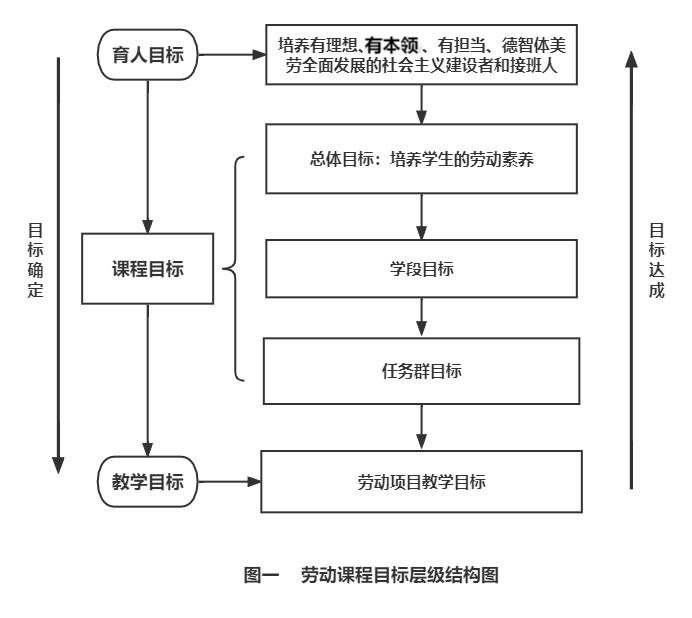 育人目标
培养有理想、有本领、有担当、德智体美
劳全面发展的社会主义建设者和接班人
总体目标：培养学生的劳动素养
目标确定
课程目标
学段目标
目标达成
任务群目标
教学目标
劳动项目教学目标
图一 劳动课程目标层级结构图